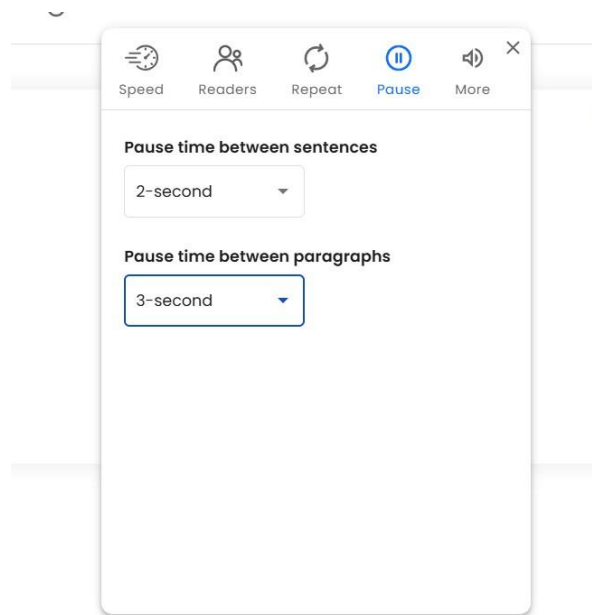 Speed Readers Repeat Pause More
Pause time between sentences
2-second
Pause time between paragraphs
3-second